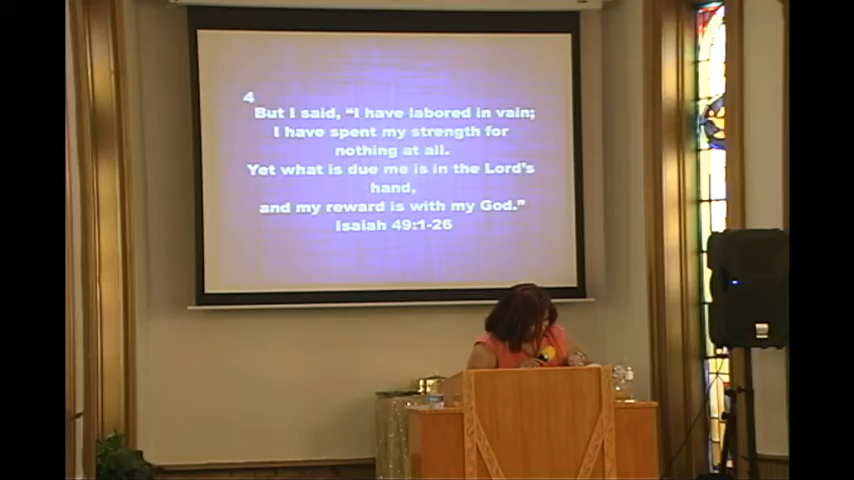 4
But I said, “I have labored in vain;
I have spent my strength for
nothing at all.
Yet what is due me is in the Lord’s
hand,
and my reward is with my God.”
Isaiah 49:1-26